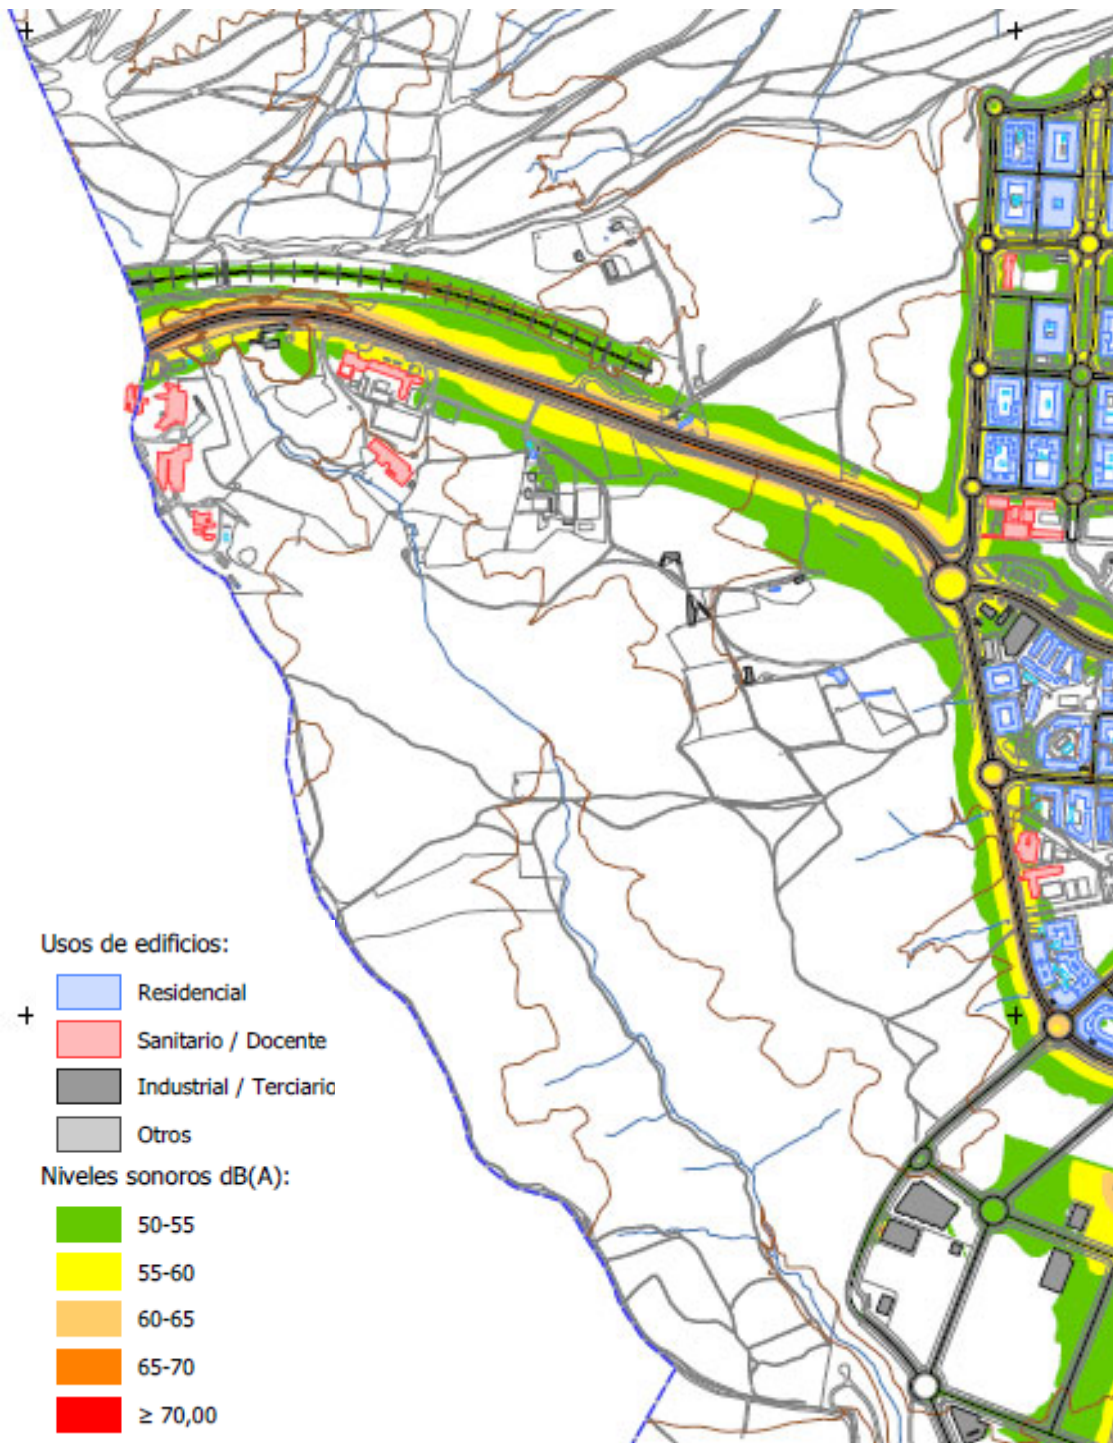 Usos de edificios:
Residencial
Sanitario / Docente
Industrial / Terciario
Otros
Niveles sonoros dB(A):
50-55
55-60
60-65
65-70
≥ 70,00